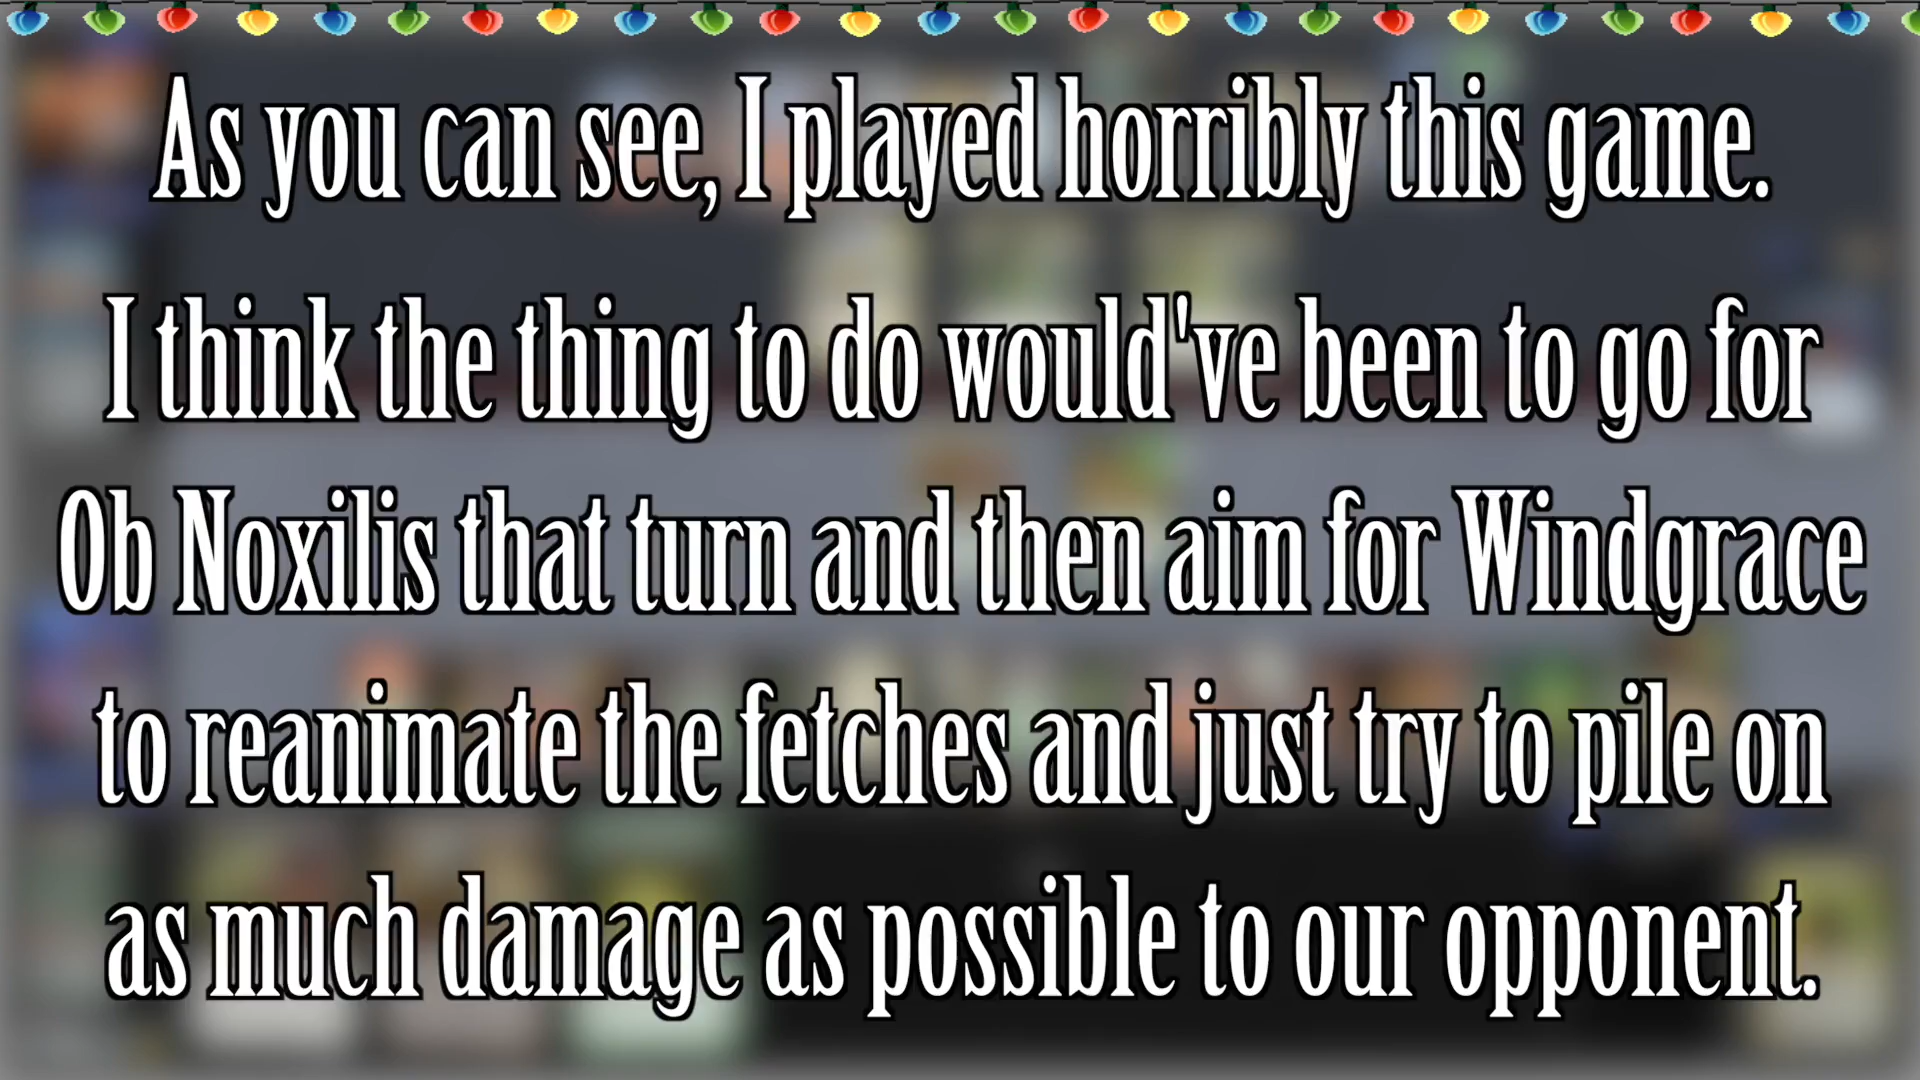 As you can see, I played horribly this game.
I think the thing to do would've been to go for
Ob Noxilis that turn and then aim for Windgrace
to reanimate the fetches and just try to pile on
as much damage as possible to our opponent.